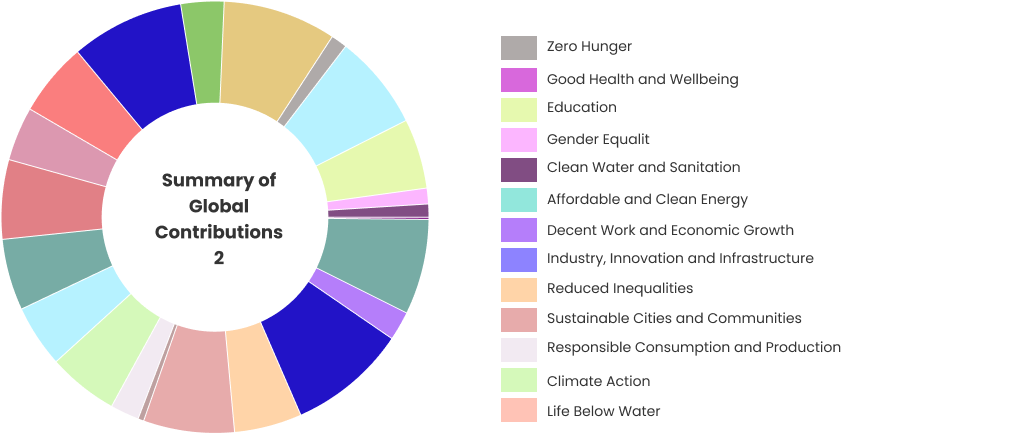 Summary of
Global
Contributions
2
Zero Hunger
Good Health and Wellbeing
Education
Gender Equalit
Clean Water and Sanitation
Affordable and Clean Energy
Decent Work and Economic Growth
Industry, Innovation and Infrastructure
Reduced Inequalities
Sustainable Cities and Communities
Responsible Consumption and Production
Climate Action
Life Below Water